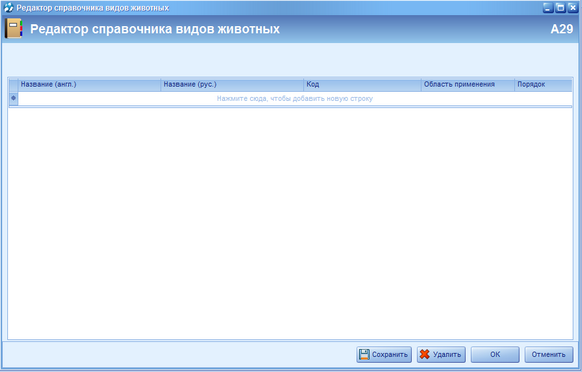 Редактор справочника видов животных
Редактор справочника видов животных A29
Название (англ.) Название (рус.) Код Область применения Порядок
Нажмите сюда, чтобы добавить новую строку
Сохранить Удалить ОК Отменить